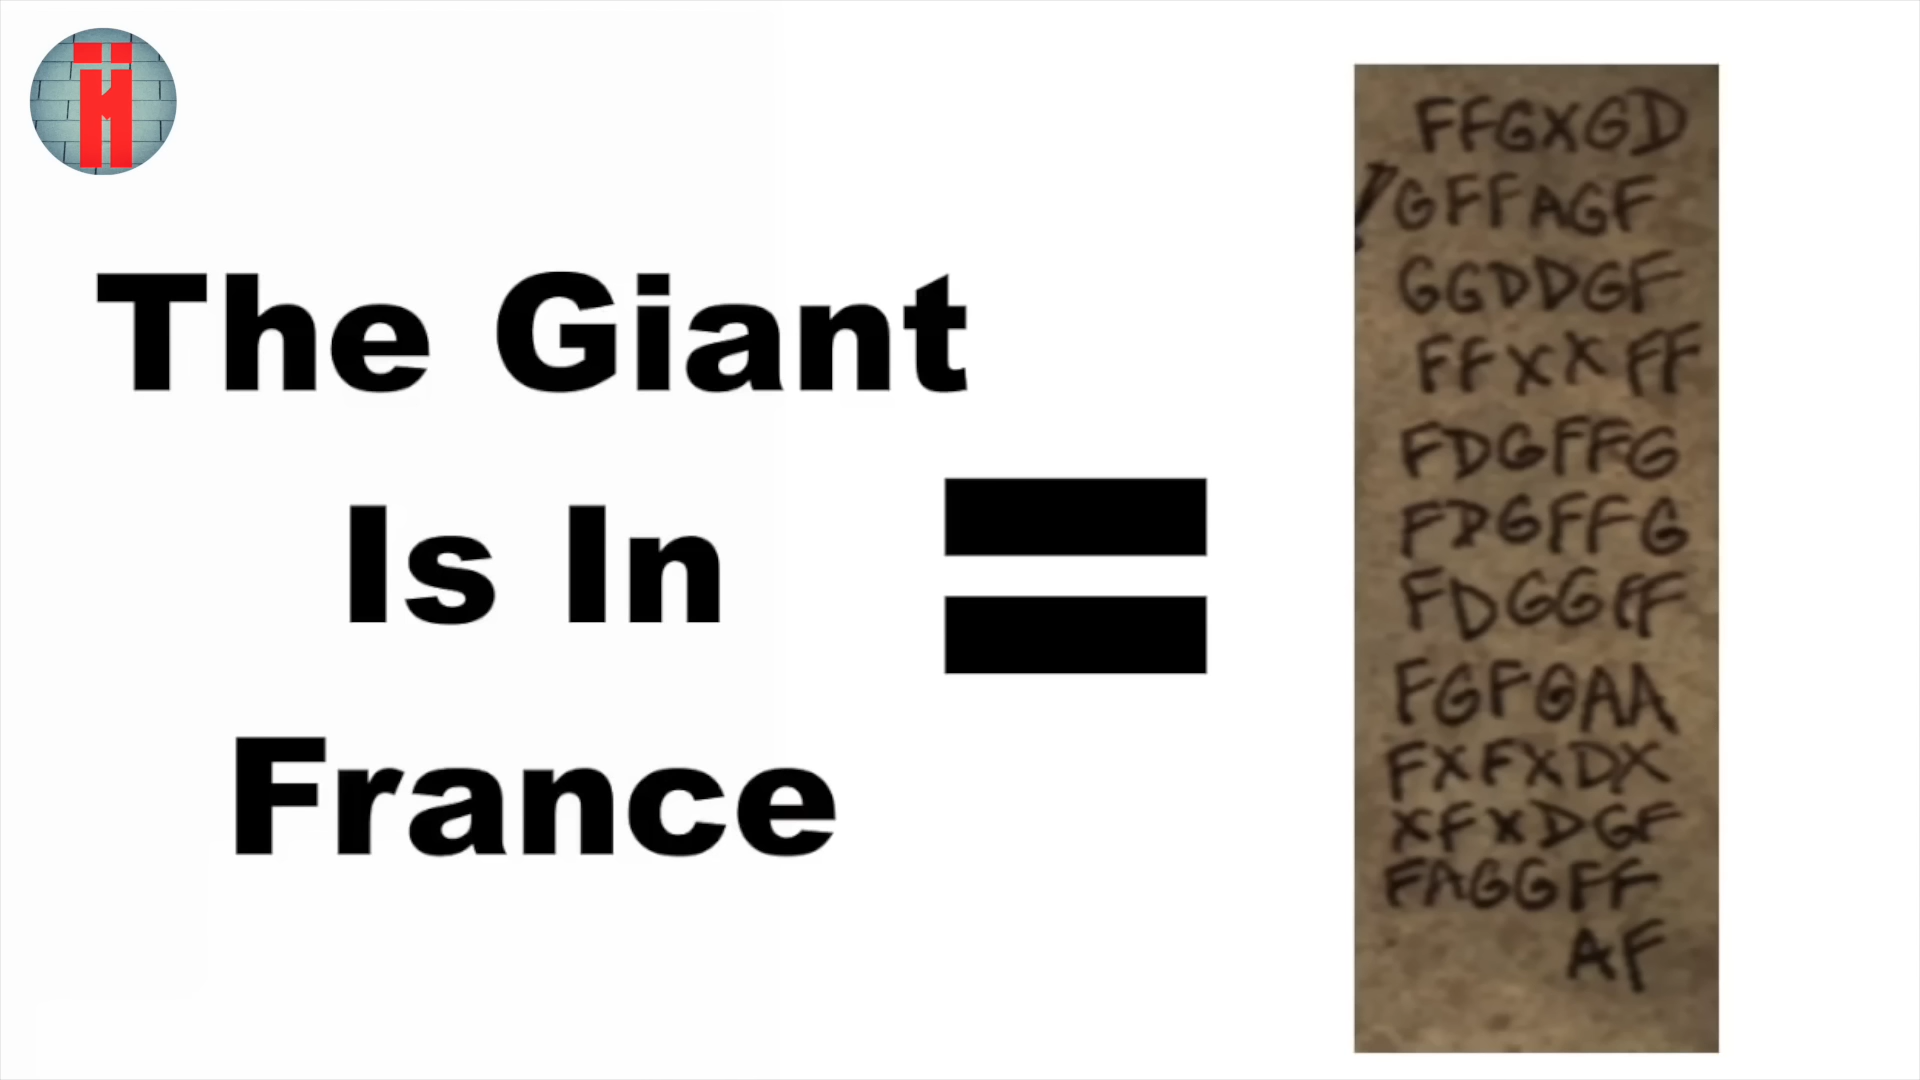 The Giant
Is In
France
=
FFGXGD
GFFAGF
GGDDGF
FFXXFF
FDGFFG
FDGFFG
FDGGFF
FGFGAA
FXFXDX
XFXDGF
FAGGFF
AF